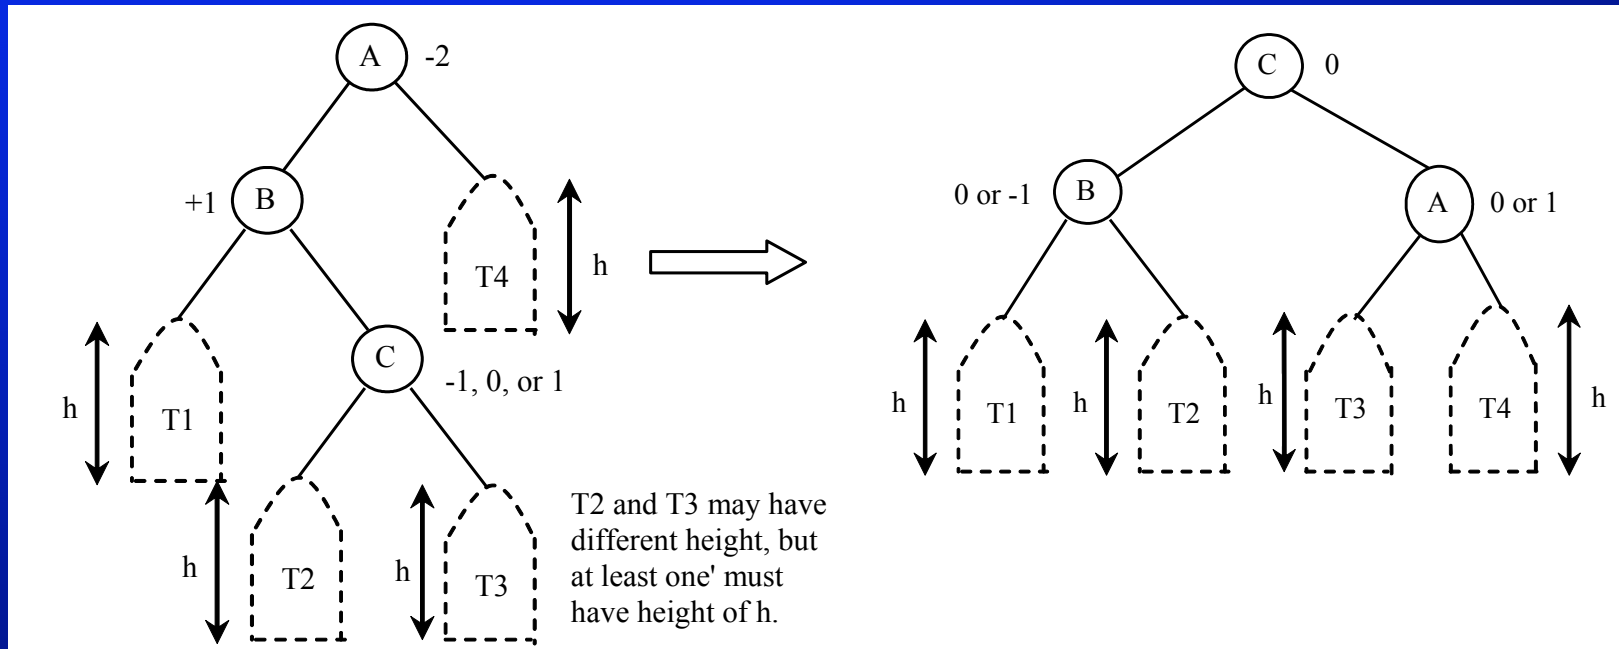 A -2
B +1
T4 h
C -1, 0, or 1
h T1
h T2
h T3
T2 and T3 may have
different height, but
at least one' must
have height of h.
C 0
0 or -1 B
A 0 or 1
h T1
h T2
h T3
T4 h